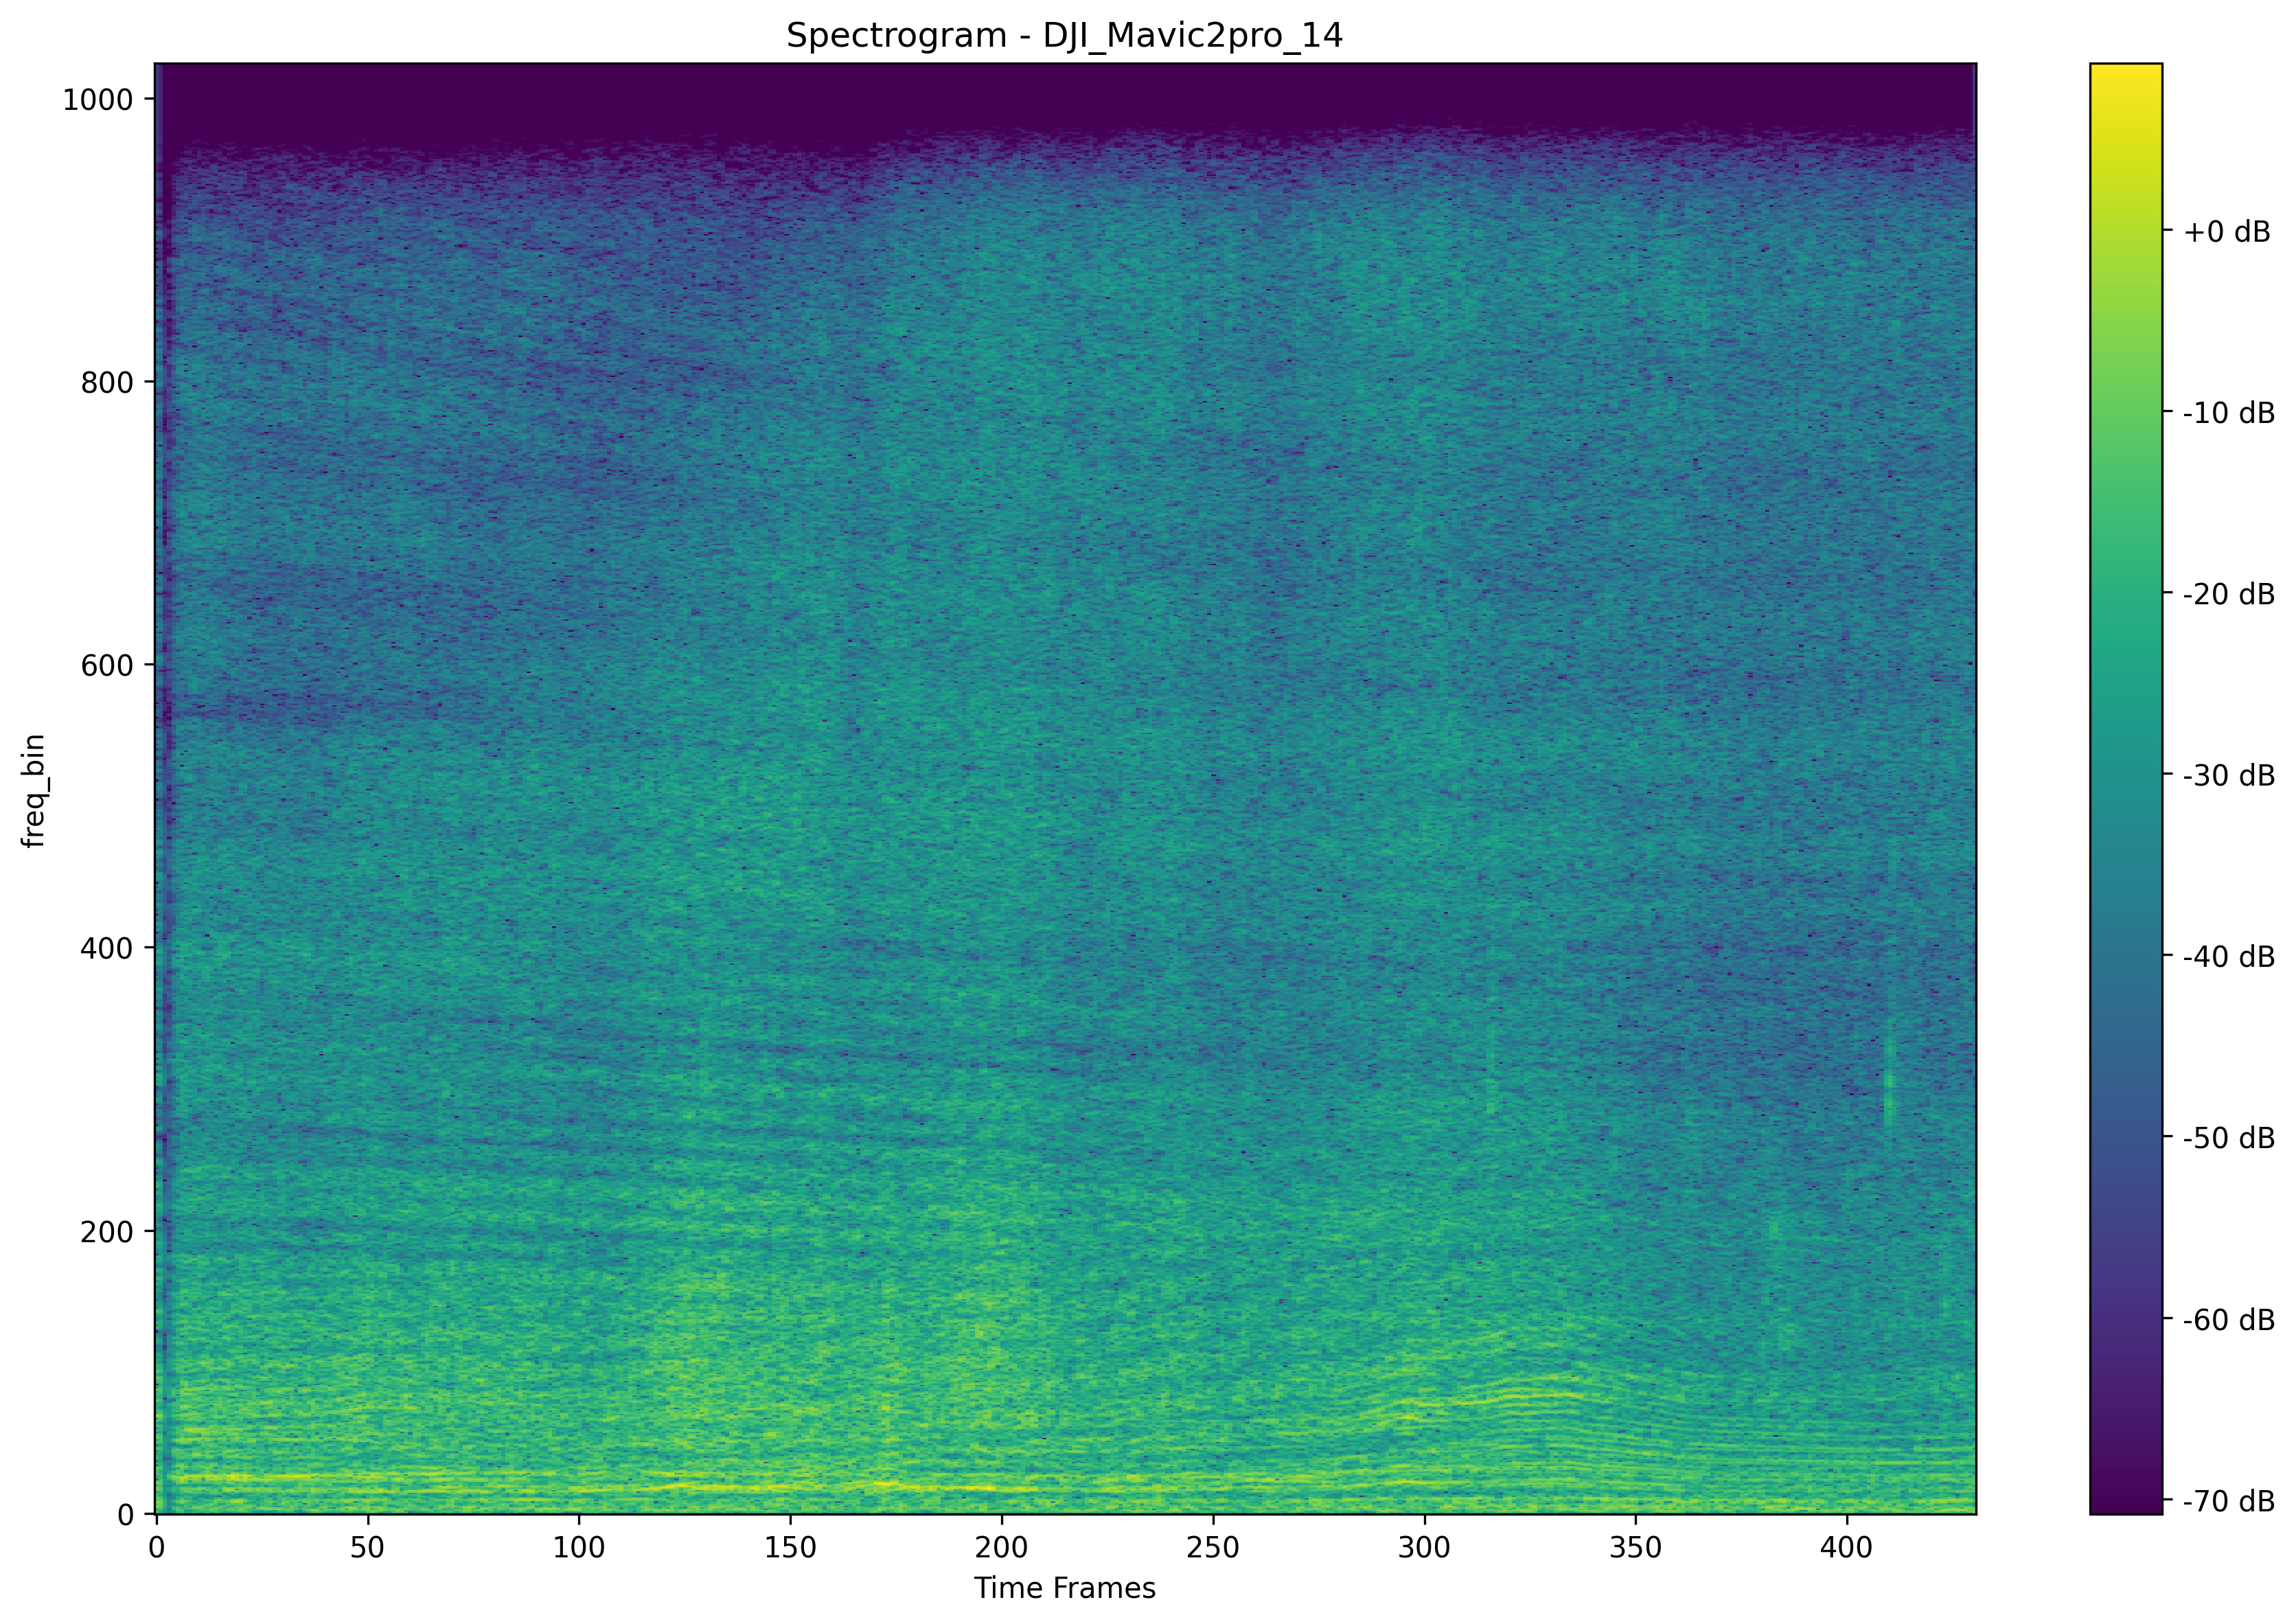 Spectrogram - DJI_Mavic2pro_14
freq_bin
1000
800
600
400
200
0
0 50 100 150 200 250 300 350 400
Time Frames
+0 dB
-10 dB
-20 dB
-30 dB
-40 dB
-50 dB
-60 dB
-70 dB